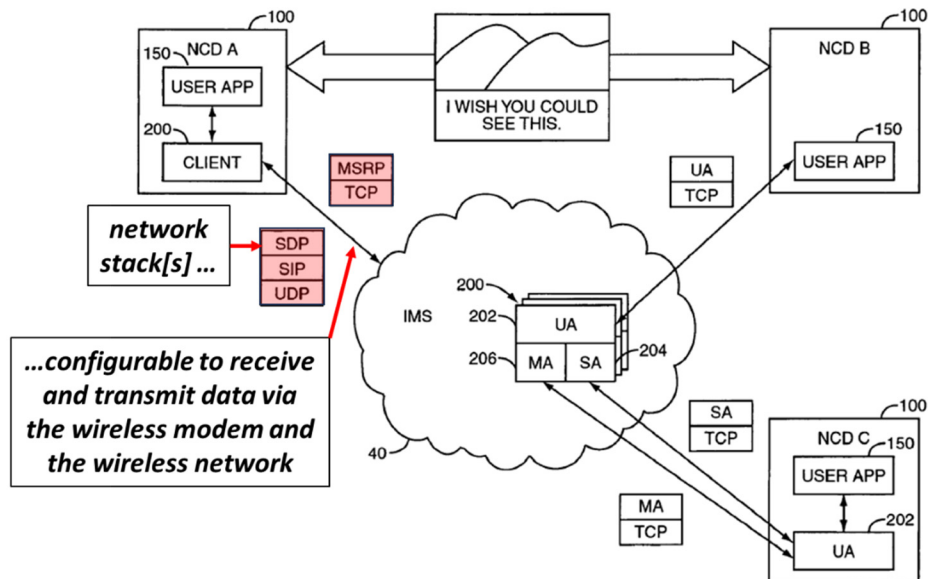 100
NCD A
150
USER APP
200
CLIENT
I WISH YOU COULD
SEE THIS.
100
NCD B
150
USER APP
MSRP
TCP
UA
TCP
network
stack[s] ...
SDP
SIP
UDP
...configurable to receive
and transmit data via
the wireless modem and
the wireless network
IMS
200
202
UA
206
MA
SA
204
40
SA
TCP
MA
TCP
100
NCD C
150
USER APP
202
UA